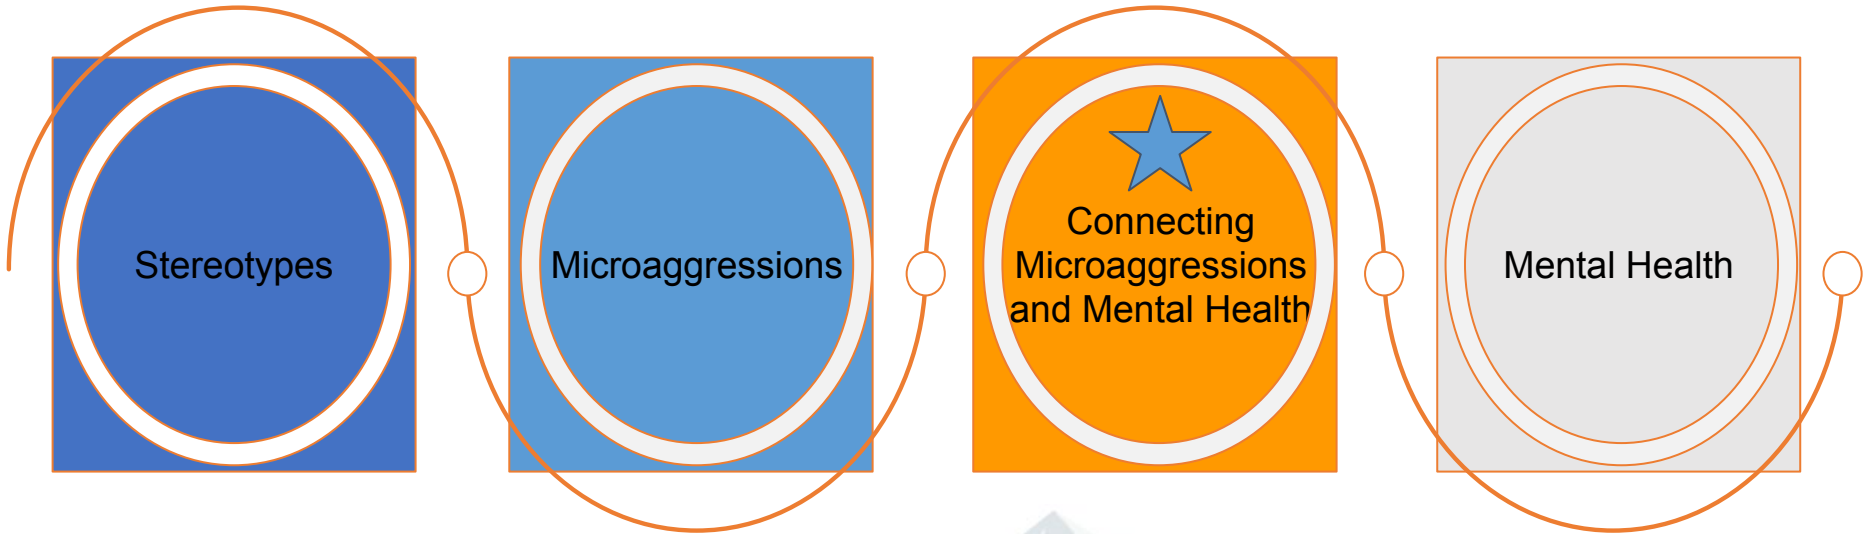 Stereotypes
Microaggressions
Connecting
Microaggressions
and Mental Health
Mental Health